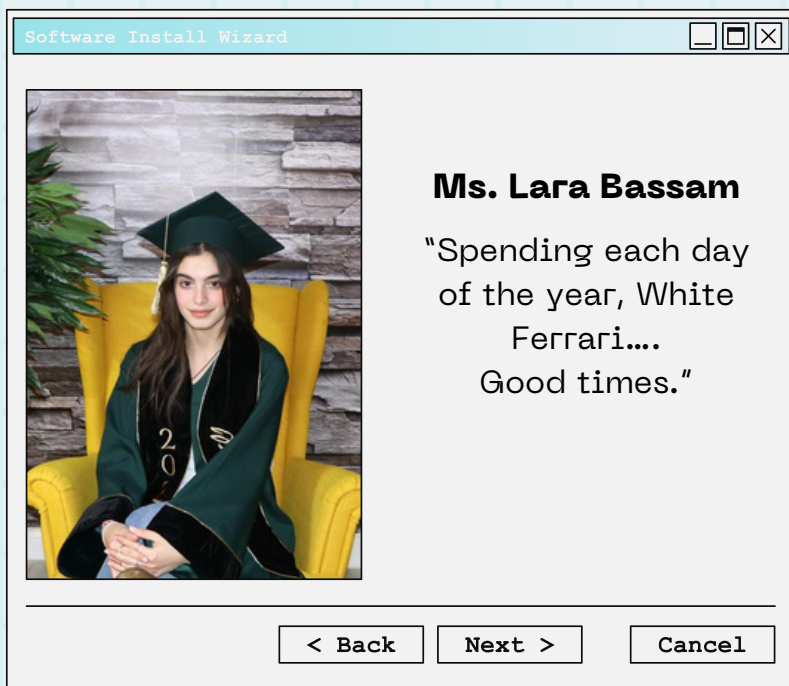 Software Install Wizard
Ms. Lara Bassam
“Spending each day
of the year, White
Ferrari....
Good times.”
< Back Next > Cancel